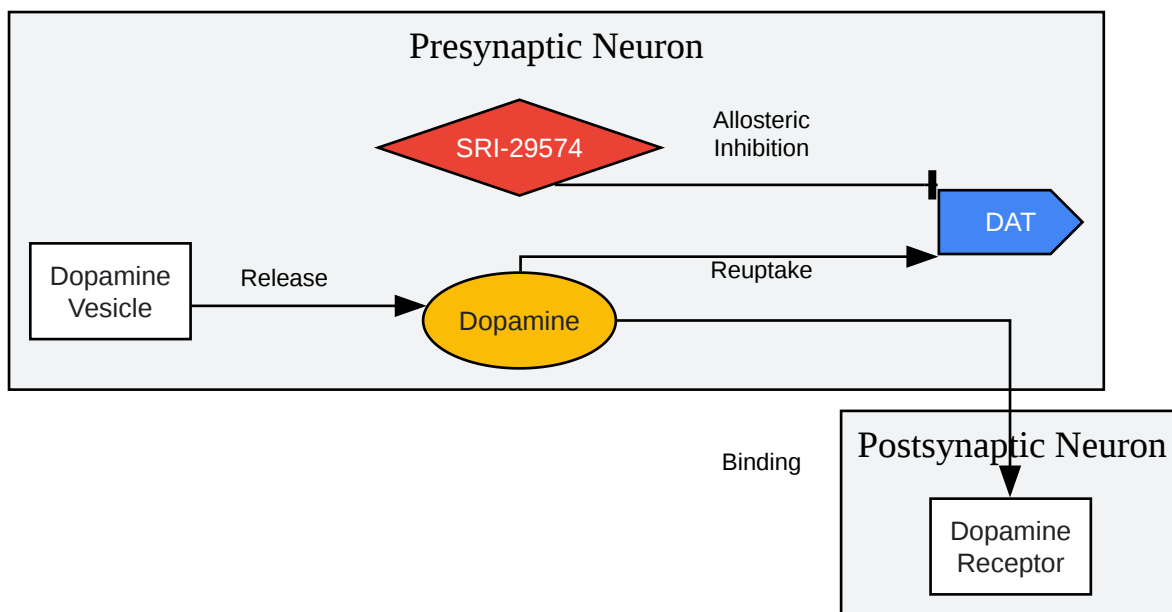 Presynaptic Neuron
Allosteric
Inhibition
SRI-29574
DAT
Dopamine
Vesicle
Release
Reuptake
Dopamine
Binding
Postsynaptic Neuron
Dopamine
Receptor